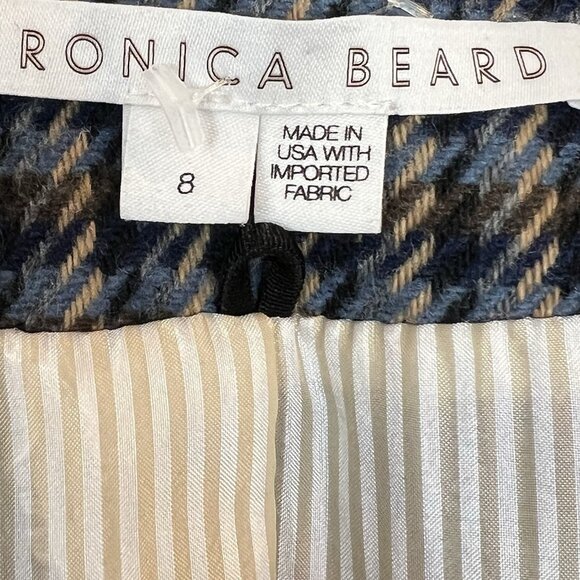 RONICA BEARD
8
MADE IN
USA WITH
IMPORTED
FABRIC